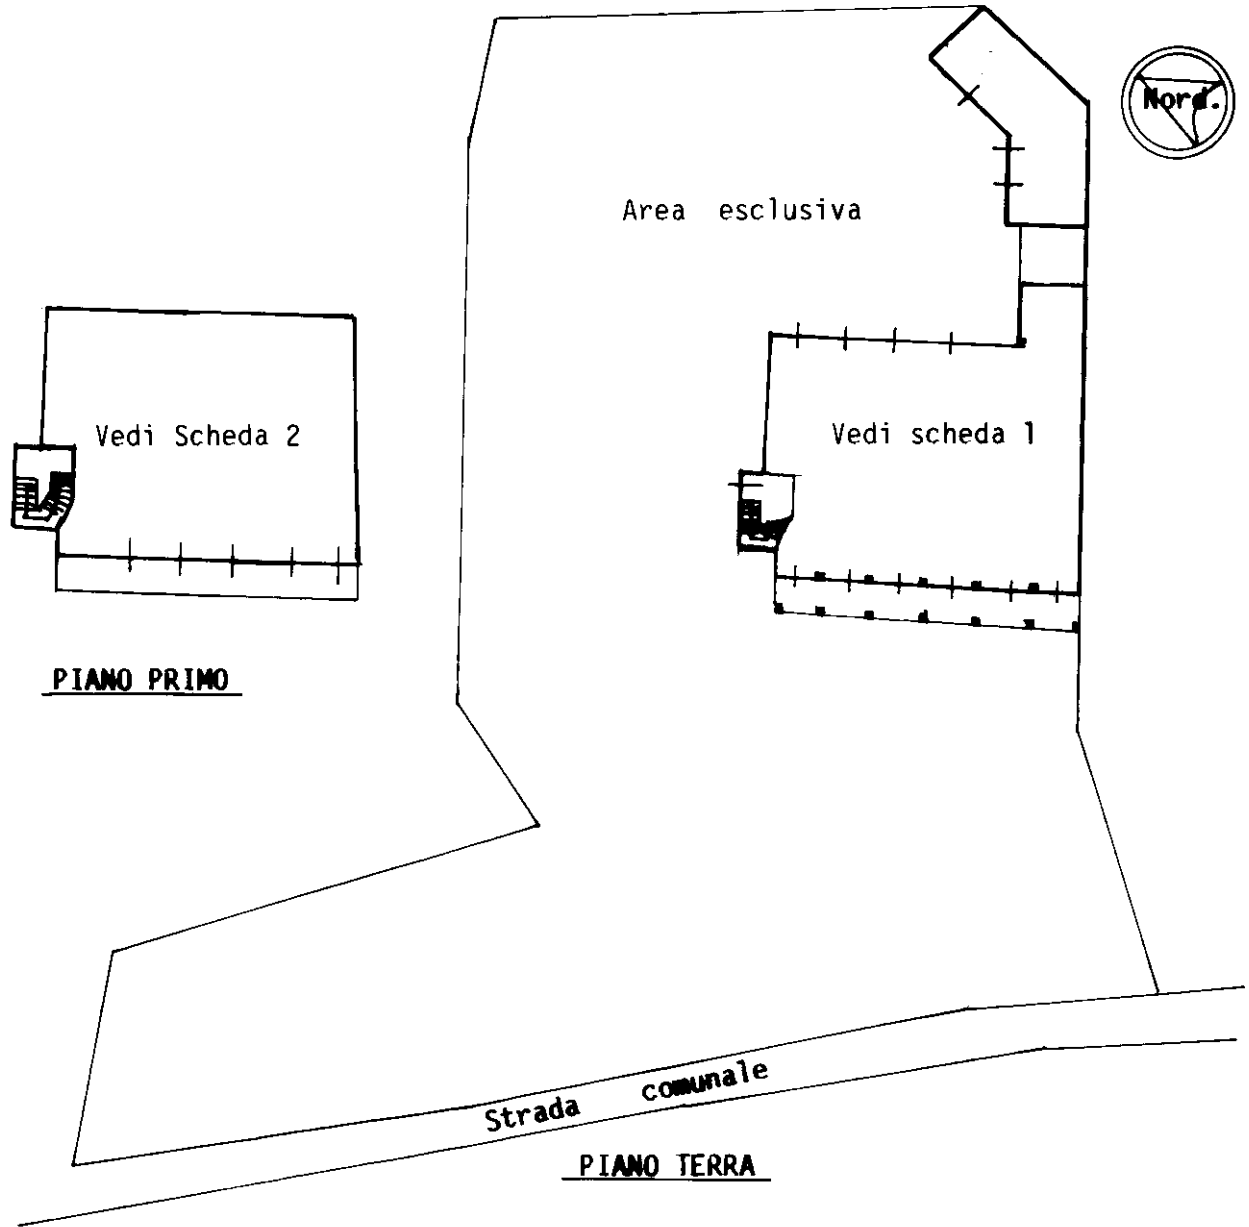 Nord.
Area esclusiva
Vedi Scheda 2
Vedi scheda 1
PIANO PRIMO
Strada comunale
PIANO TERRA